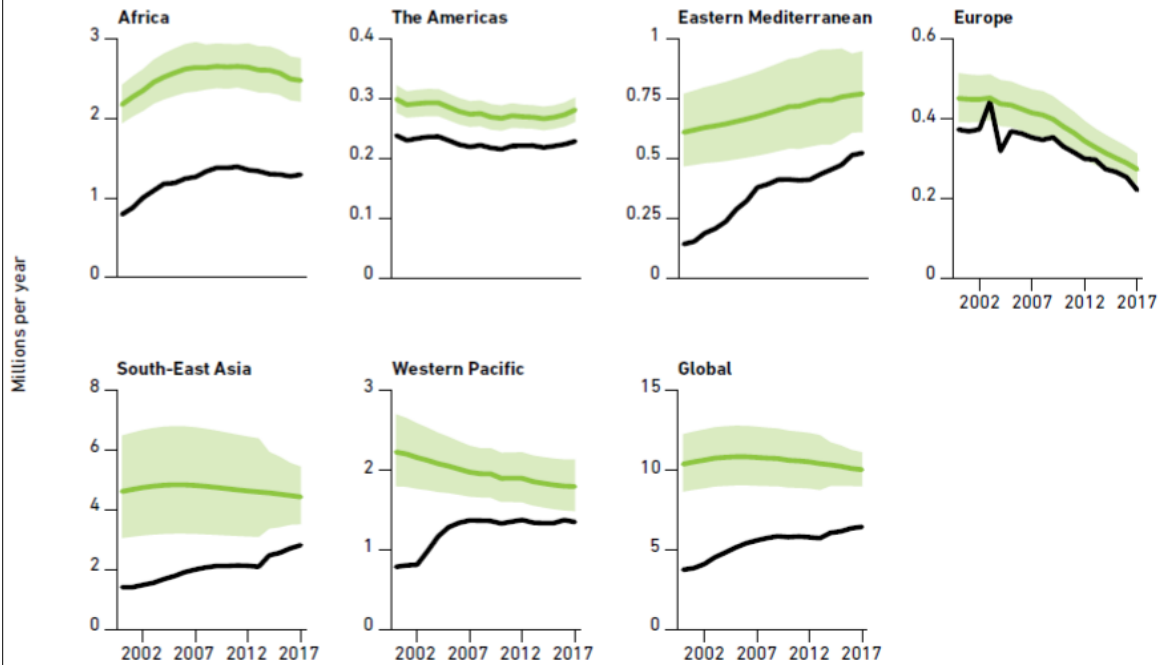 Africa
3
2
1
0
The Americas
0.4
0.3
0.2
0.1
0
Eastern Mediterranean
1
0.75
0.5
0.25
0
Europe
0.6
0.4
0.2
0
2002 2007 2012 2017
Millions per year
South-East Asia
8
6
4
2
0
2002 2007 2012 2017
Western Pacific
3
2
1
0
2002 2007 2012 2017
Global
15
10
5
0
2002 2007 2012 2017